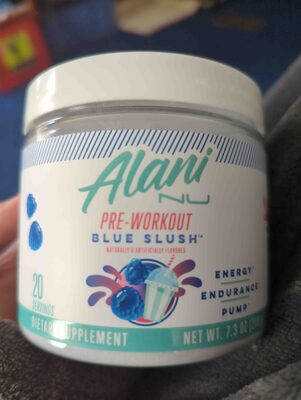 Alani
NU
PRE-WORKOUT
BLUE SLUSH™
NATURALLY & ARTIFICIALLY FLAVORED
20
SERVINGS
ENERGY*
ENDURANCE*
PUMP*
DIETARY SUPPLEMENT
NET WT. 7.3 OZ